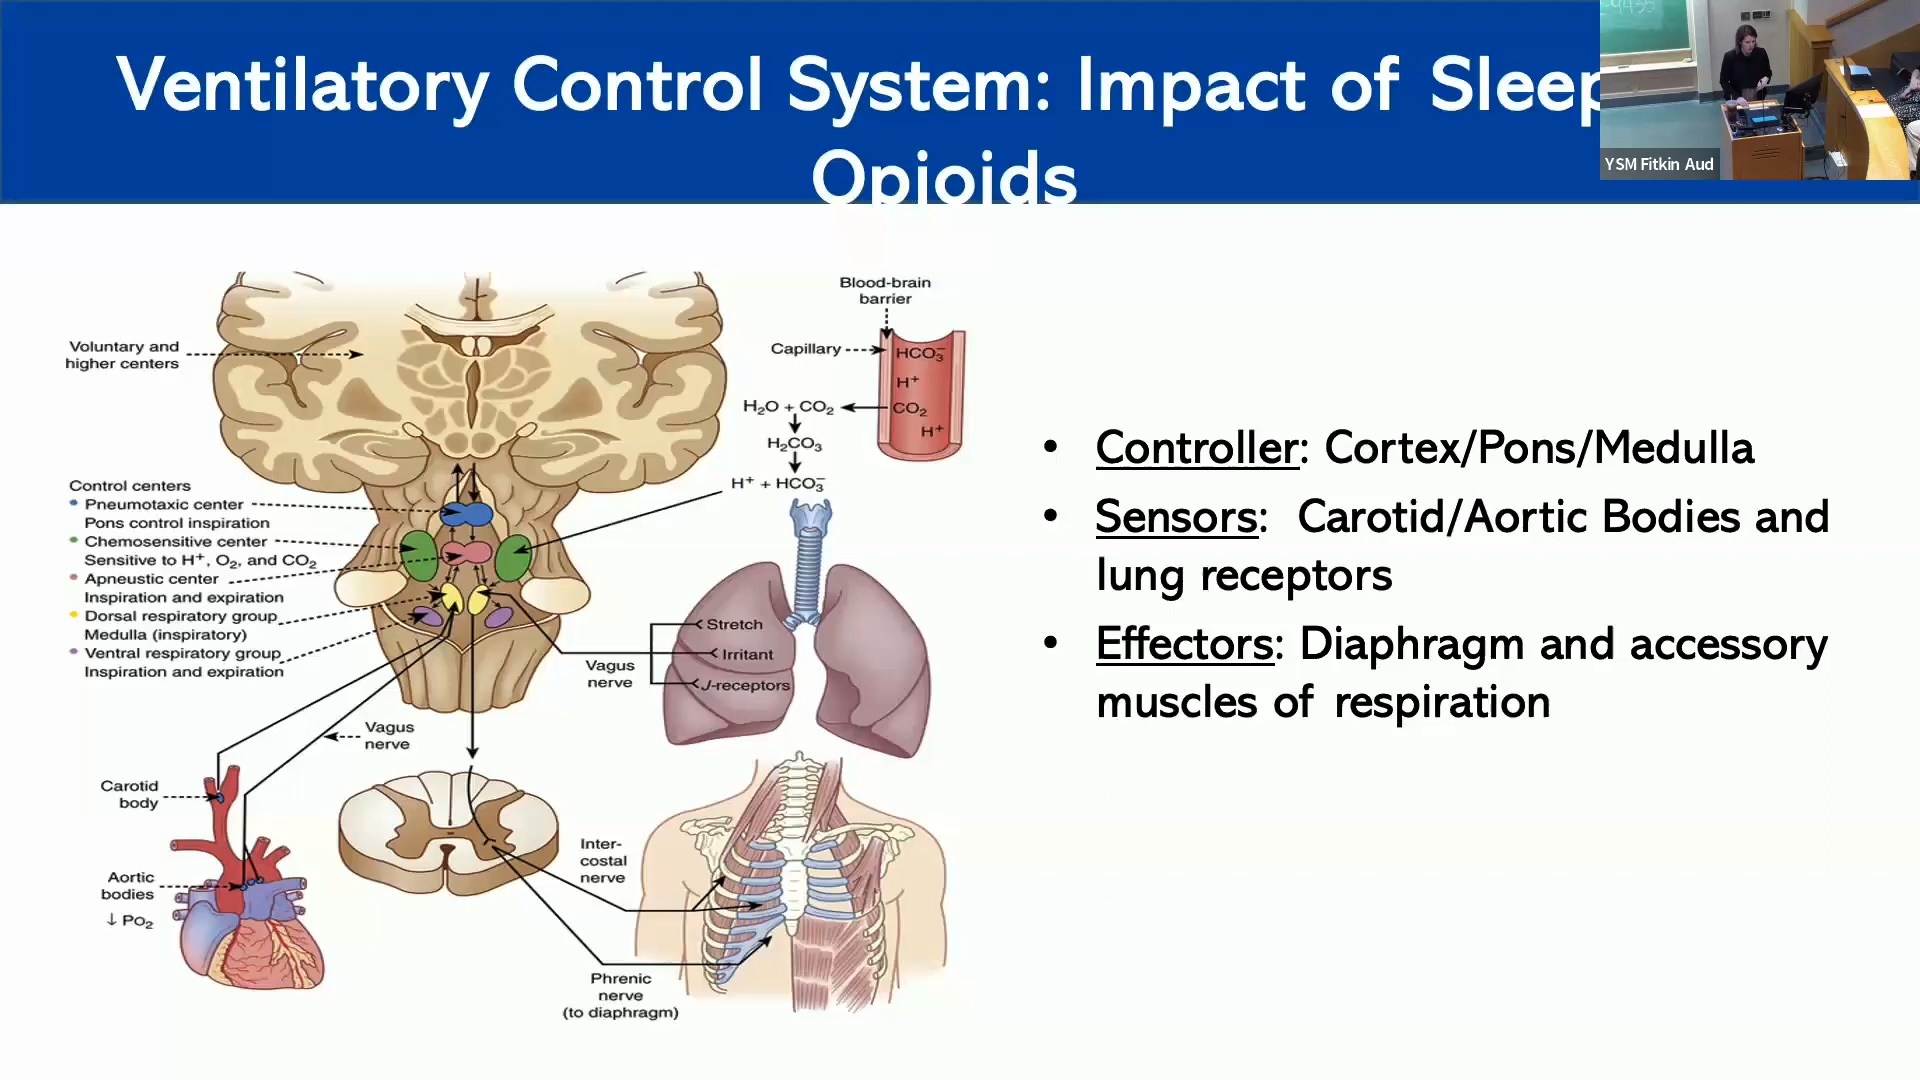 Ventilatory Control System: Impact of Sleep
Opioids
YSM Fitkin Aud
Blood-brain
barrier
Capillary
HCO3−
H+
CO2
H+
H2O + CO2
H2CO3
H+ + HCO3−
Voluntary and
higher centers
Control centers
• Pneumotaxic center
Pons control inspiration
• Chemosensitive center
Sensitive to H+, O2, and CO2
• Apneustic center
Inspiration and expiration
• Dorsal respiratory group
Medulla (inspiratory)
• Ventral respiratory group
Inspiration and expiration
Stretch
Irritant
J-receptors
Vagus
nerve
Vagus
nerve
Carotid
body
Aortic
bodies
↓ PO2
Inter-
costal
nerve
Phrenic
nerve
(to diaphragm)
• Controller: Cortex/Pons/Medulla
• Sensors: Carotid/Aortic Bodies and
lung receptors
• Effectors: Diaphragm and accessory
muscles of respiration